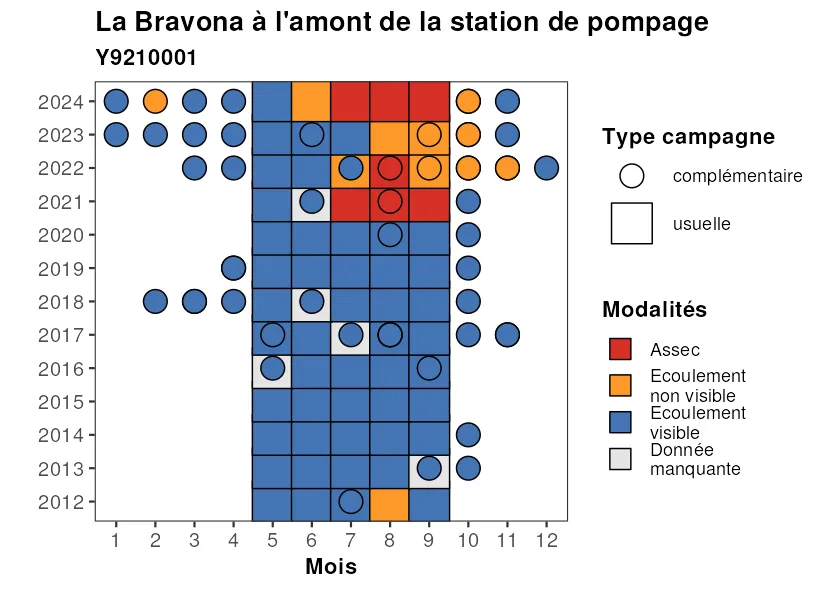 La Bravona à l'amont de la station de pompage
Y9210001
2024
2023
2022
2021
2020
2019
2018
2017
2016
2015
2014
2013
2012
1 2 3 4 5 6 7 8 9 10 11 12
Mois
Type campagne
complémentaire
usuelle
Modalités
Assec
Ecoulement
non visible
Ecoulement
visible
Donnée
manquante